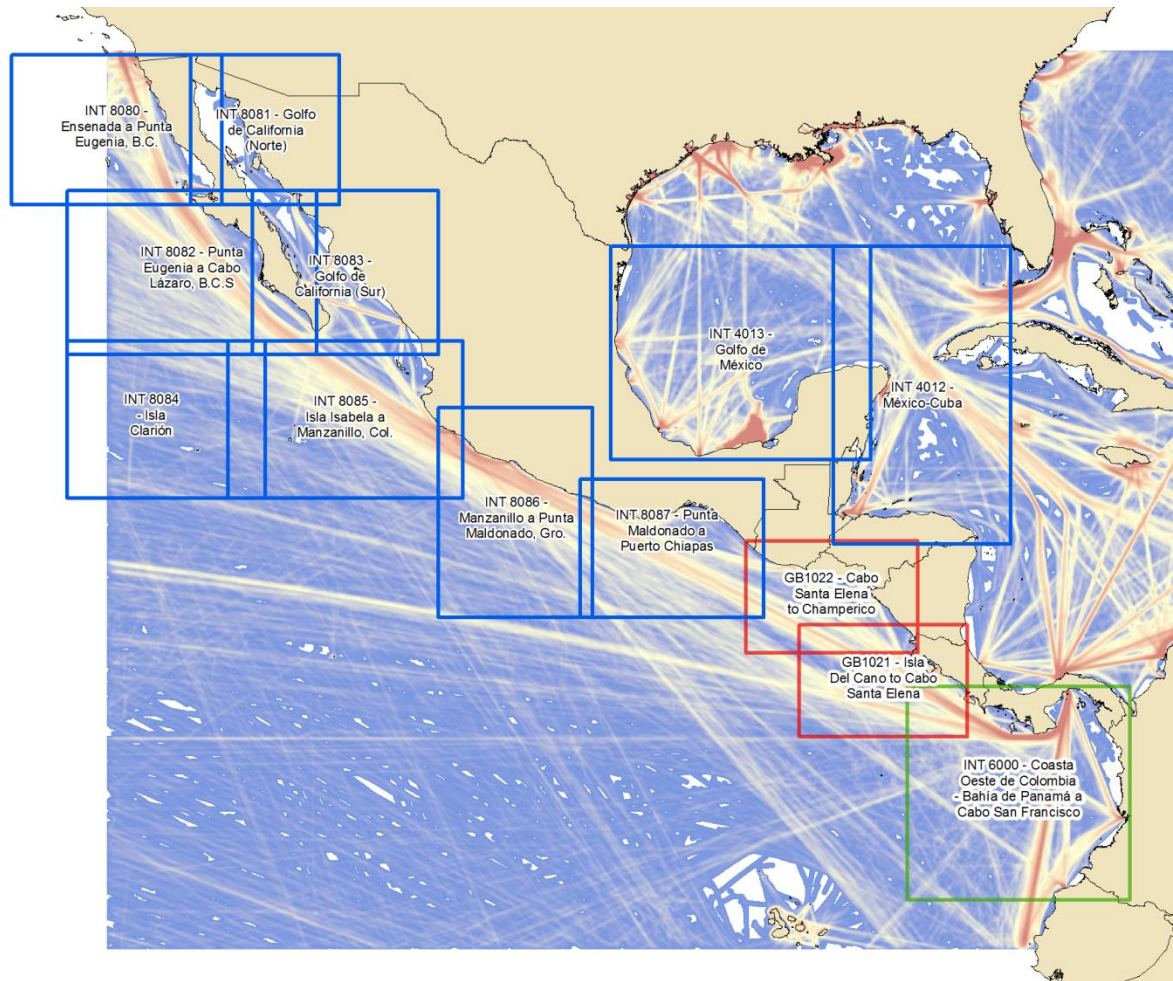 INT 8080 -
Ensenada a Punta
Eugenia, B.C.
INT 8081 - Golfo
de California
(Norte)
INT 8082 - Punta
Eugenia a Cabo
Lázaro, B.C.S
INT 8083 -
Golfo de
California (Sur)
INT 4013 -
Golfo de
México
INT 4012 -
México-Cuba
INT 8084
- Isla
Clarión
INT 8085 -
Isla Isabela a
Manzanillo, Col.
INT 8086 -
Manzanillo a Punta
Maldonado, Gro.
INT 8087 - Punta
Maldonado a
Puerto Chiapas
GB1022 - Cabo
Santa Elena
to Champerico
GB1021 - Isla
Del Cano to Cabo
Santa Elena
INT 6000 - Coasta
Oeste de Colombia
- Bahía de Panamá a
Cabo San Francisco